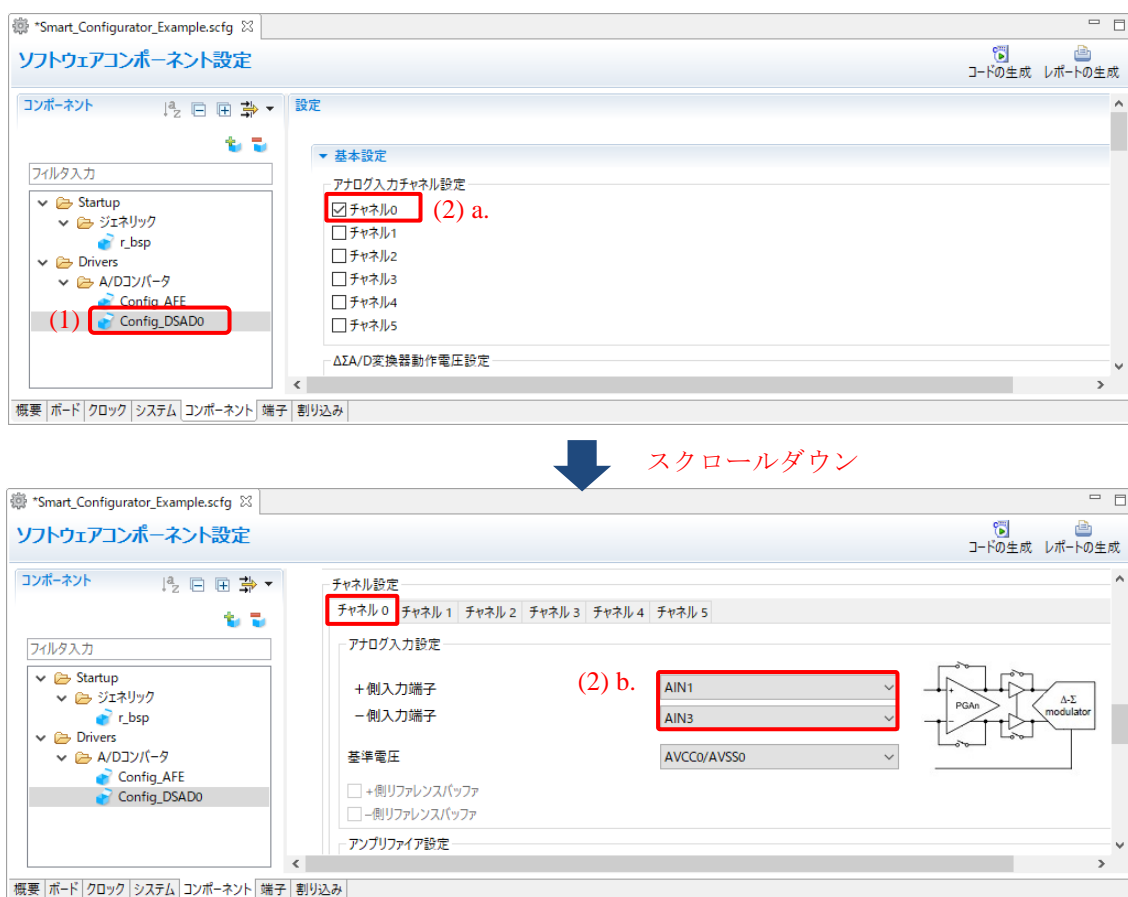 *Smart_Configurator_Example.scfg
ソフトウェアコンポーネント設定
コードの生成 レポートの生成
コンポーネント
設定
フィルタ入力
Startup
ジェネリック
r_bsp
Drivers
A/Dコンバータ
Config_AFE
(1) Config_DSAD0
基本設定
アナログ入力チャネル設定
チャネル0 (2) a.
チャネル1
チャネル2
チャネル3
チャネル4
チャネル5
ΔΣA/D変換器動作電圧設定
概要 ボード クロック システム コンポーネント 端子 割り込み
スクロールダウン
*Smart_Configurator_Example.scfg
ソフトウェアコンポーネント設定
コードの生成 レポートの生成
コンポーネント
フィルタ入力
Startup
ジェネリック
r_bsp
Drivers
A/Dコンバータ
Config_AFE
Config_DSAD0
チャネル設定
チャネル 0 チャネル 1 チャネル 2 チャネル 3 チャネル 4 チャネル 5
アナログ入力設定
+側入力端子 (2) b. AIN1
-側入力端子 AIN3
基準電圧 AVCC0/AVSS0
+側リファレンスバッファ
-側リファレンスバッファ
PGAn
Δ-Σ
modulator
アンプリファイア設定
概要 ボード クロック システム コンポーネント 端子 割り込み